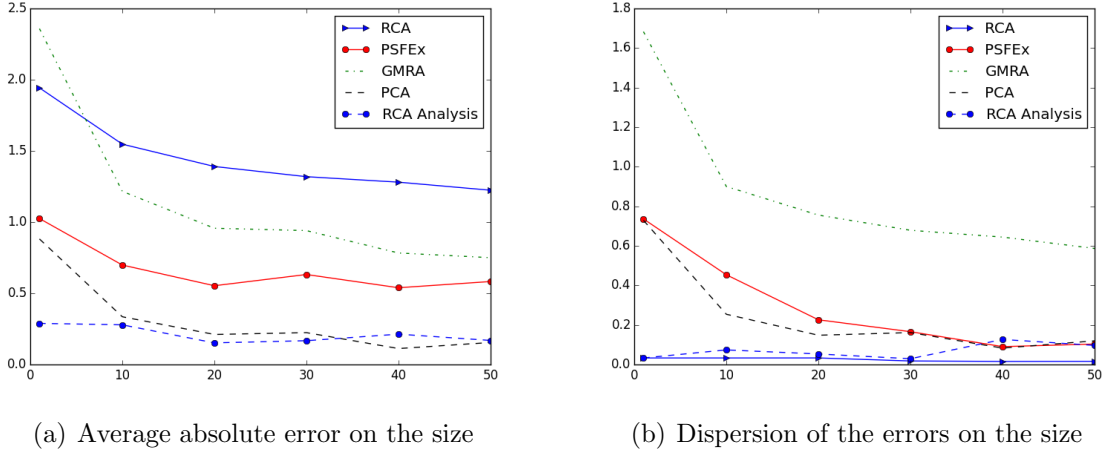 2.5
2.0
1.5
1.0
0.5
0.0
0 10 20 30 40 50
RCA
PSFEx
GMRA
PCA
RCA Analysis
(a) Average absolute error on the size
1.8
1.6
1.4
1.2
1.0
0.8
0.6
0.4
0.2
0.0
0 10 20 30 40 50
RCA
PSFEx
GMRA
PCA
RCA Analysis
(b) Dispersion of the errors on the size